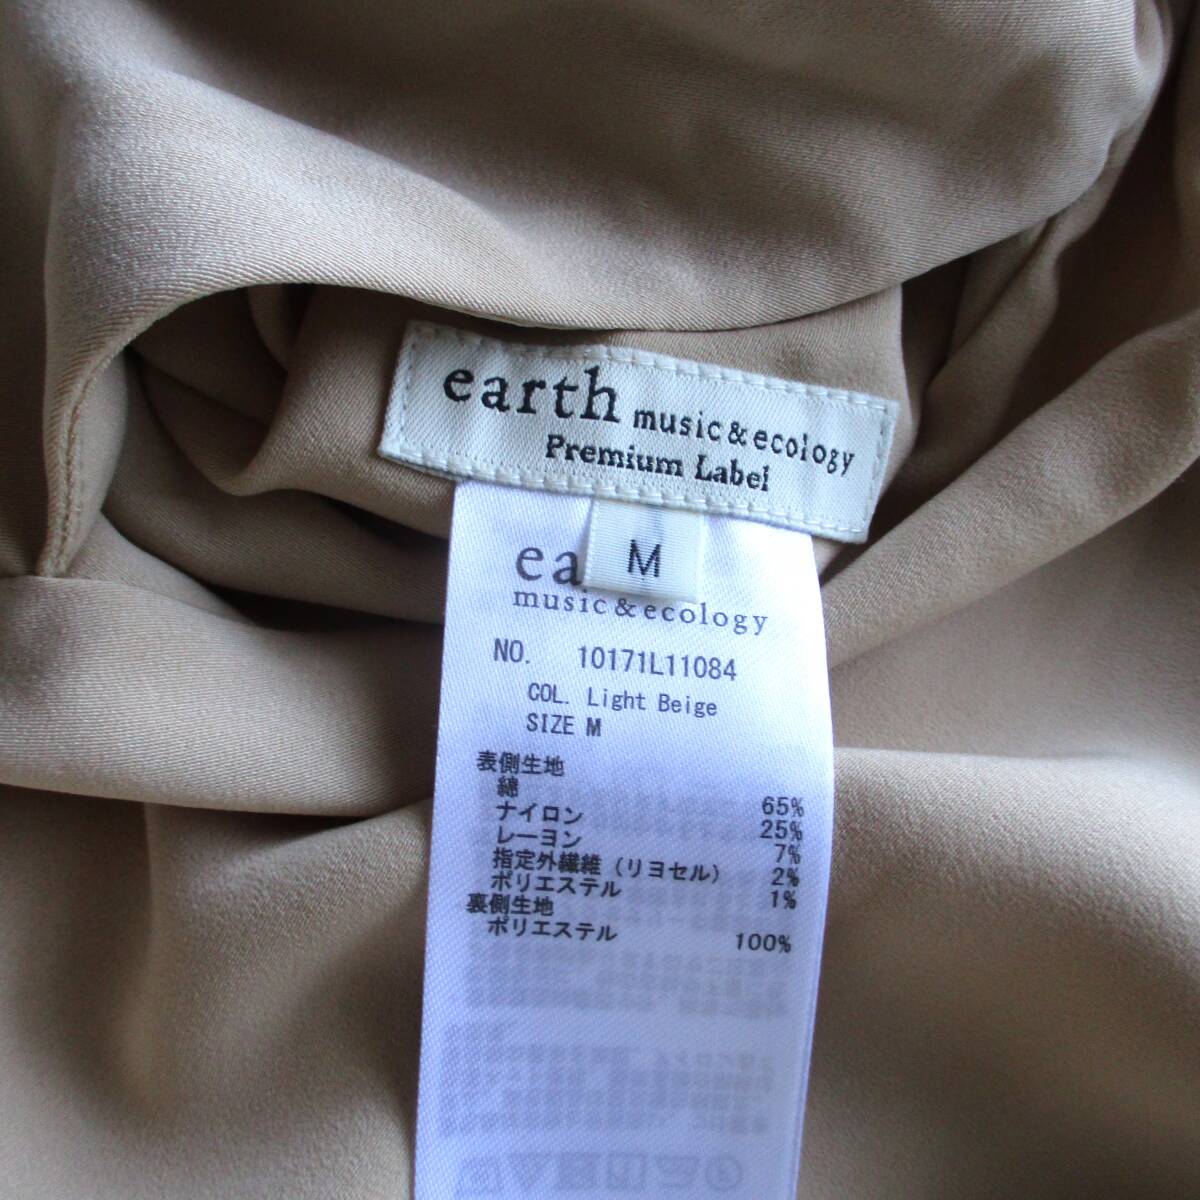 earth music&ecology
Premium Label
M
ea
music&ecology
NO. 10171L11084
COL. Light Beige
SIZE M
表側生地
綿 65%
ナイロン 25%
レーヨン 7%
指定外繊維（リヨセル） 2%
ポリエステル 1%
裏側生地
ポリエステル 100%